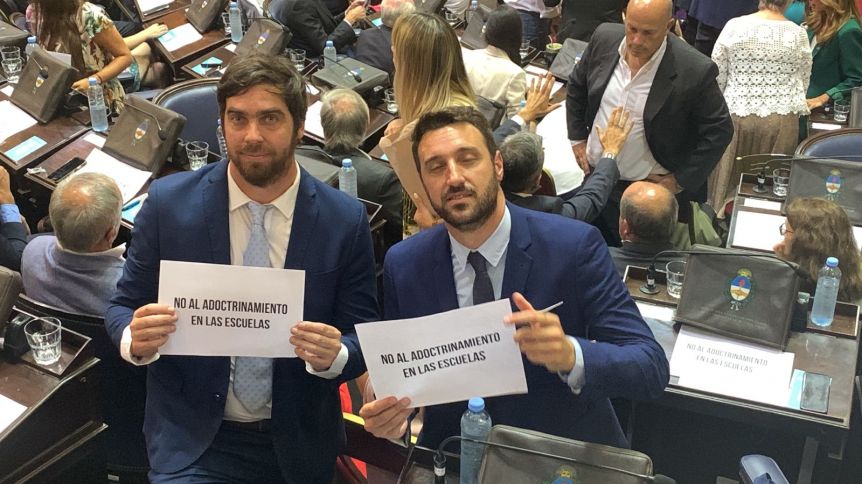 NO AL ADOCTRINAMIENTO
EN LAS ESCUELAS
NO AL ADOCTRINAMIENTO
EN LAS ESCUELAS
NO AL ADOCTRINAMIENTO
EN LAS ESCUELAS